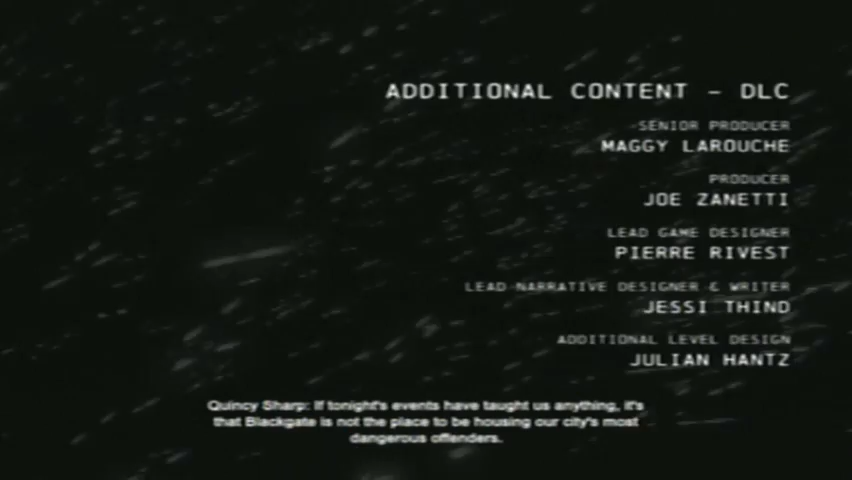 ADDITIONAL CONTENT - DLC
SENIOR PRODUCER
MAGGY LAROUCHE
PRODUCER
JOE ZANETTI
LEAD GAME DESIGNER
PIERRE RIVEST
LEAD NARRATIVE DESIGNER & WRITER
JESSI THIND
ADDITIONAL LEVEL DESIGN
JULIAN HANTZ
Quincy Sharp: If tonight's events have taught us anything, it's
that Blackgate is not the place to be housing our city's most
dangerous offenders.